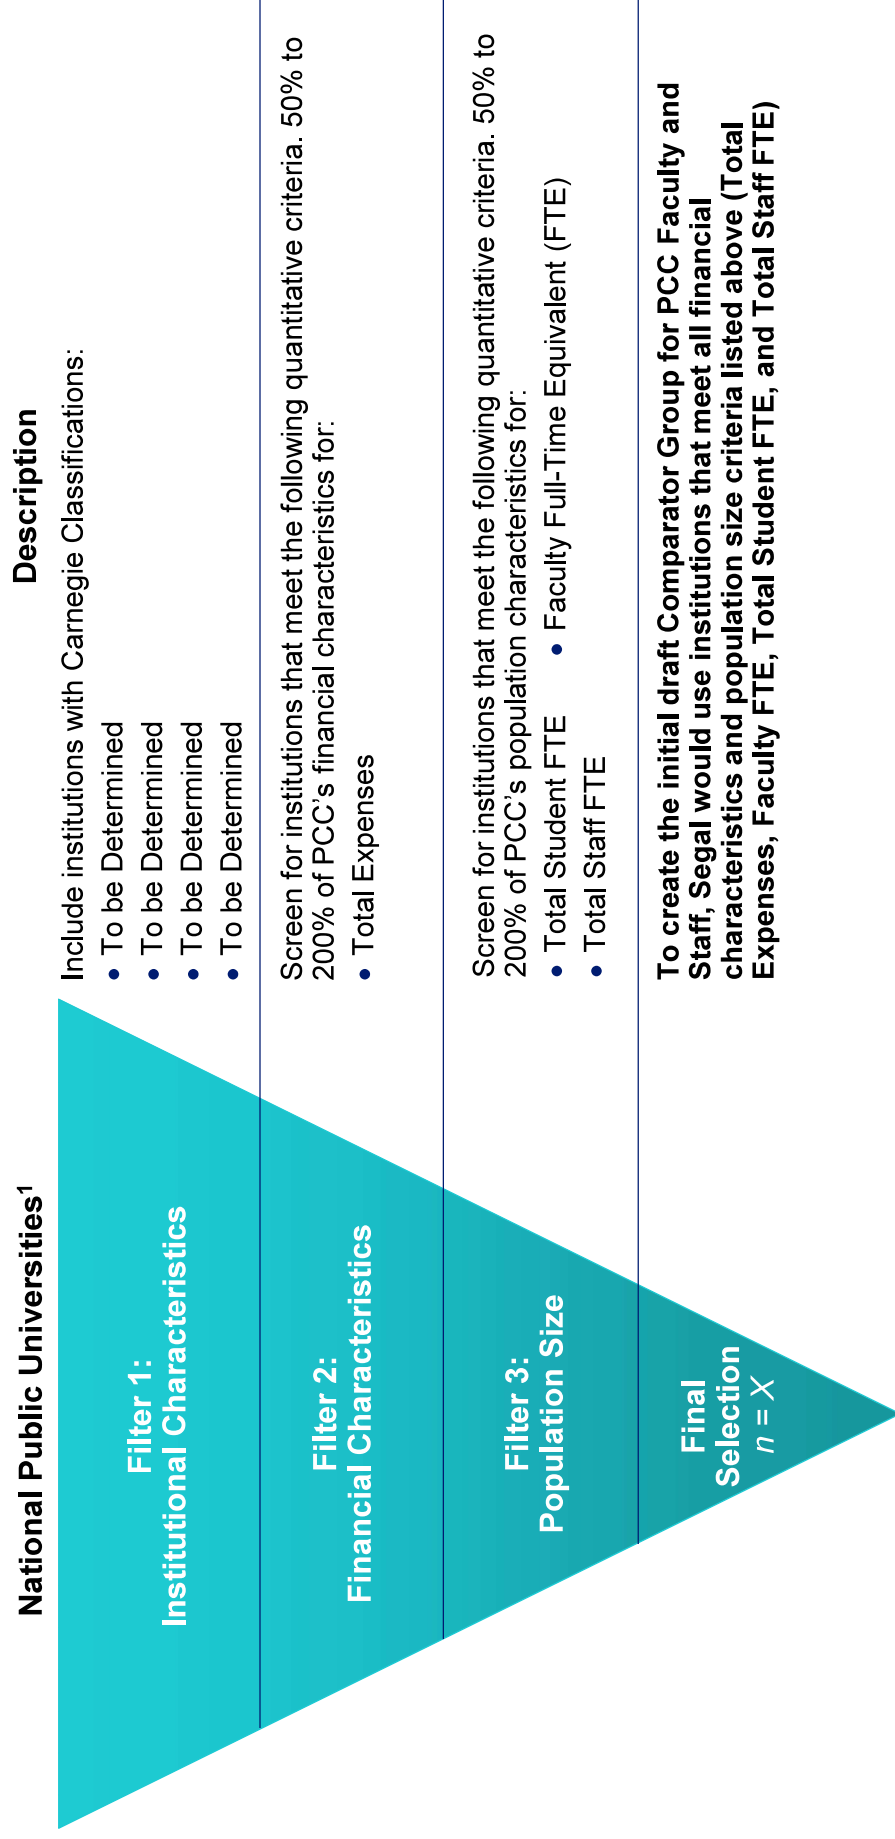 National Public Universities¹
Description
Filter 1:
Institutional Characteristics
Include institutions with Carnegie Classifications:
• To be Determined
• To be Determined
• To be Determined
• To be Determined
Filter 2:
Financial Characteristics
Screen for institutions that meet the following quantitative criteria. 50% to
200% of PCC’s financial characteristics for:
• Total Expenses
Filter 3:
Population Size
Screen for institutions that meet the following quantitative criteria. 50% to
200% of PCC’s population characteristics for:
• Total Student FTE • Faculty Full-Time Equivalent (FTE)
• Total Staff FTE
Final
Selection
n = X
To create the initial draft Comparator Group for PCC Faculty and
Staff, Segal would use institutions that meet all financial
characteristics and population size criteria listed above (Total
Expenses, Faculty FTE, Total Student FTE, and Total Staff FTE)